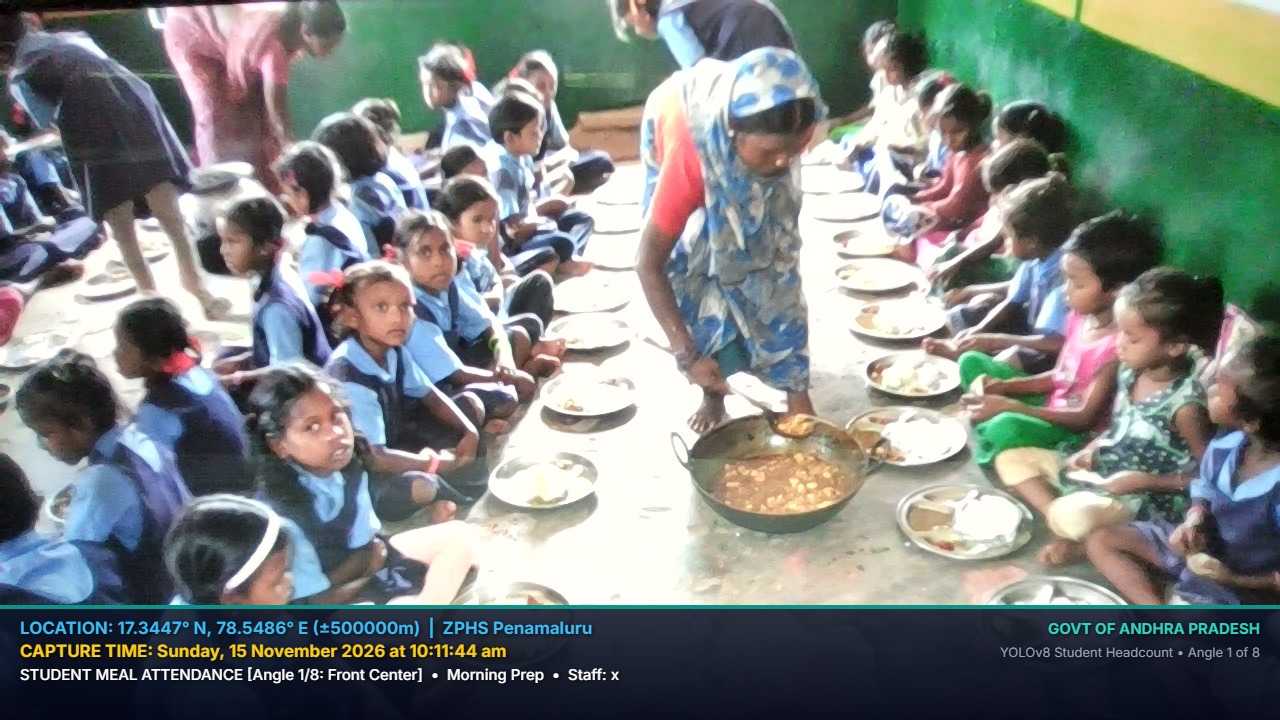 LOCATION: 17.3447° N, 78.5486° E (±500000m) | ZPHS Penamaluru
CAPTURE TIME: Sunday, 15 November 2026 at 10:11:44 am
STUDENT MEAL ATTENDANCE [Angle 1/8: Front Center] • Morning Prep • Staff: x
GOVT OF ANDHRA PRADESH
YOLOv8 Student Headcount • Angle 1 of 8